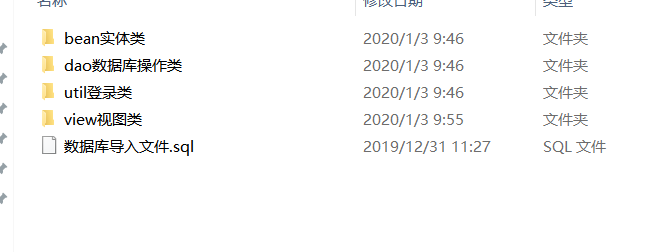 名称 修改日期 类型
bean实体类 2020/1/3 9:46 文件夹
dao数据库操作类 2020/1/3 9:46 文件夹
util登录类 2020/1/3 9:46 文件夹
view视图类 2020/1/3 9:55 文件夹
数据库导入文件.sql 2019/12/31 11:27 SQL 文件